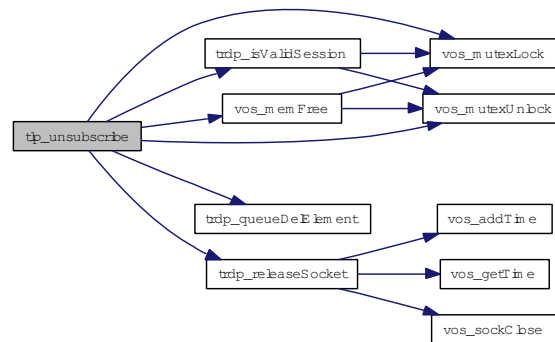 tlp_unsubscribe
trdp_isValidSession
vos_memFree
trdp_queueDelElement
trdp_releaseSocket
vos_mutexLock
vos_mutexUnlock
vos_addTime
vos_getTime
vos_sockClose